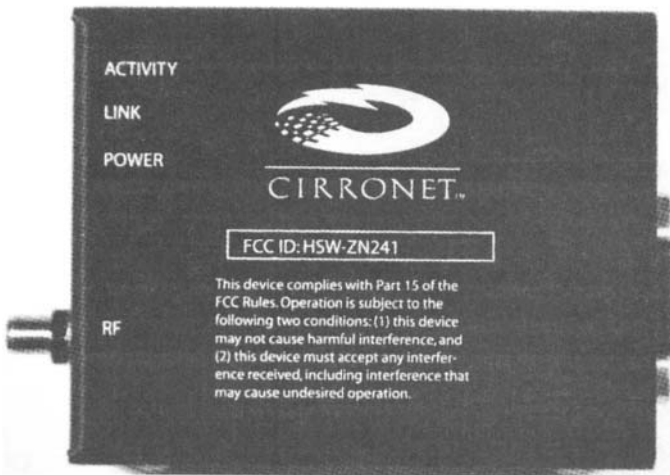 ACTIVITY
LINK
POWER
CIRRONET™
FCC ID: HSW-ZN241
This device complies with Part 15 of the
FCC Rules. Operation is subject to the
following two conditions: (1) this device
may not cause harmful interference, and
(2) this device must accept any interfer-
ence received, including interference that
may cause undesired operation.
RF